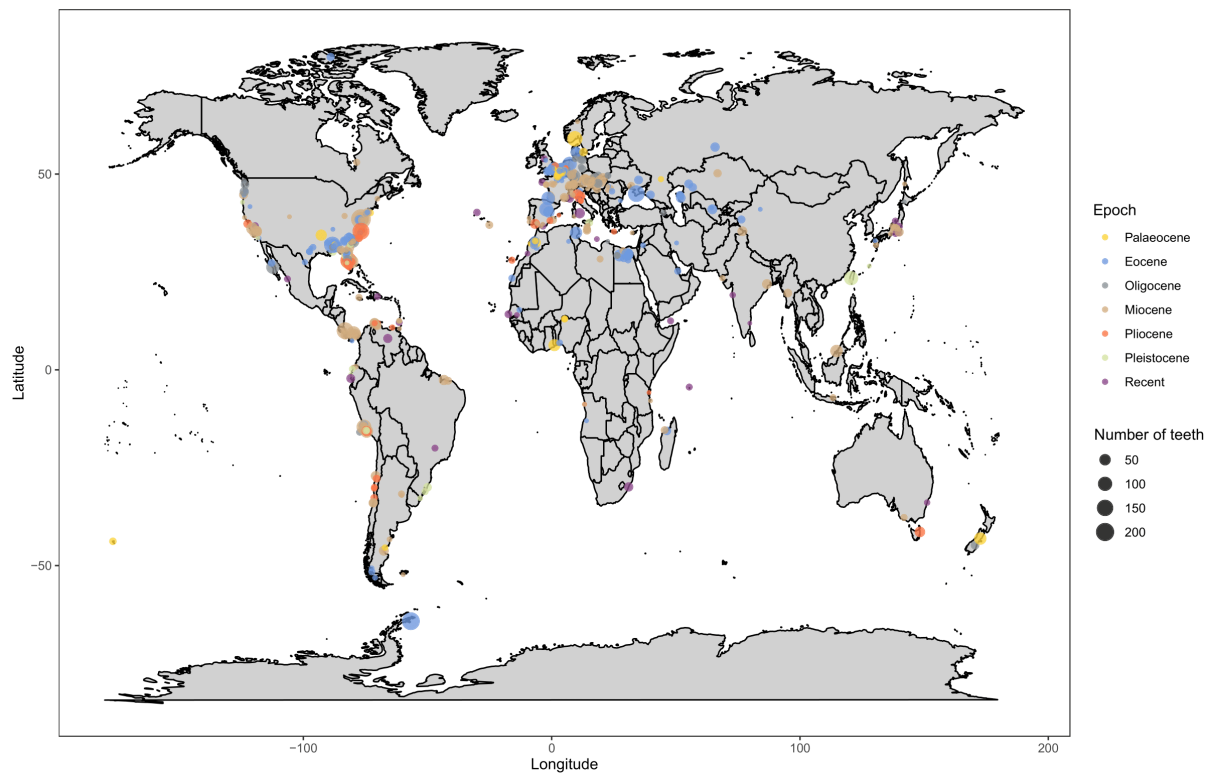 Latitude
50
0
−50
−100
0
100
200
Longitude
Epoch
Palaeocene
Eocene
Oligocene
Miocene
Pliocene
Pleistocene
Recent
Number of teeth
50
100
150
200